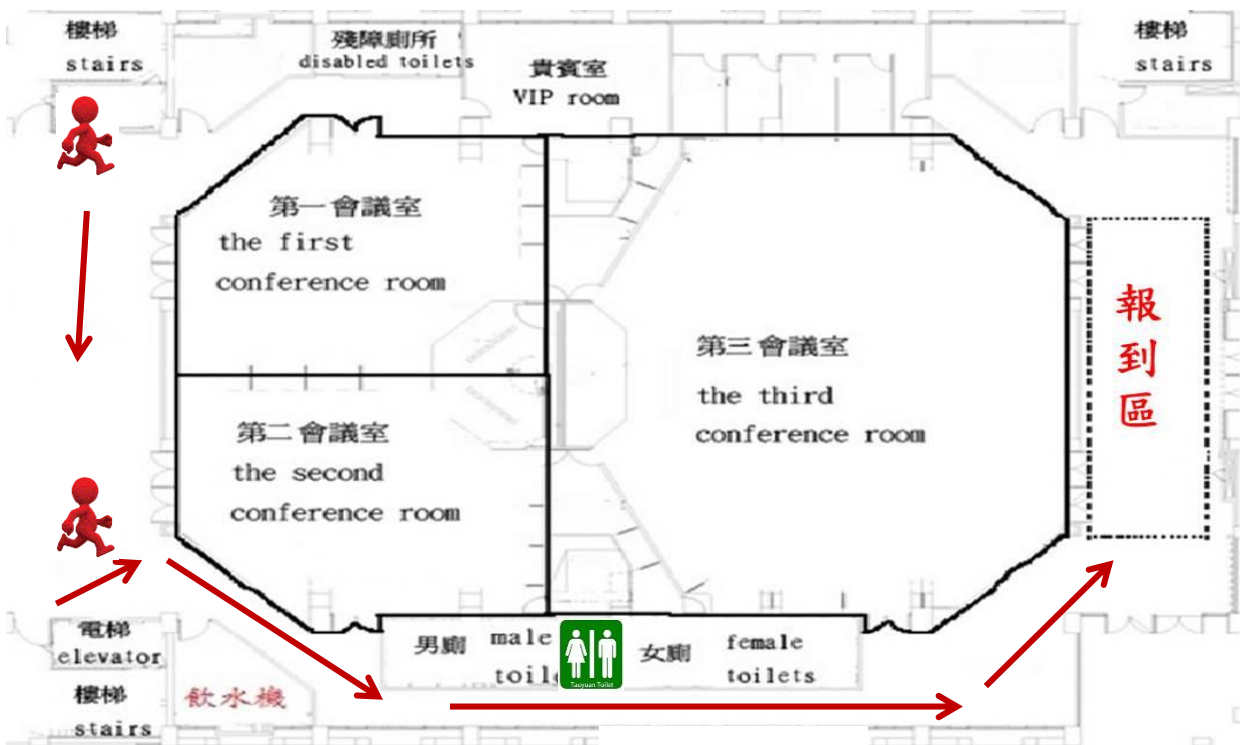 樓梯
stairs
殘障廁所
disabled toilets
貴賓室
VIP room
樓梯
stairs
第一會議室
the first
conference room
第二會議室
the second
conference room
第三會議室
the third
conference room
報到區
電梯
elevator
樓梯
stairs
飲水機
男廁
male
toil
Taoyuan Toilet
女廁
female
toilets